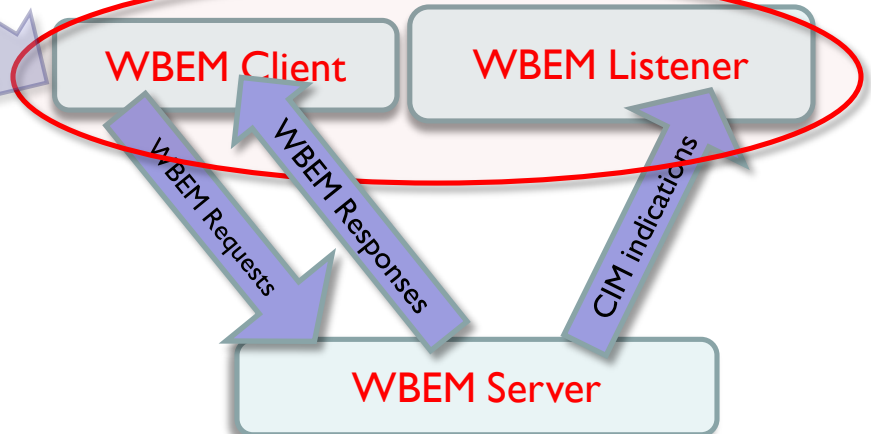 WBEM Client
WBEM Listener
WBEM Requests
WBEM Responses
CIM indications
WBEM Server